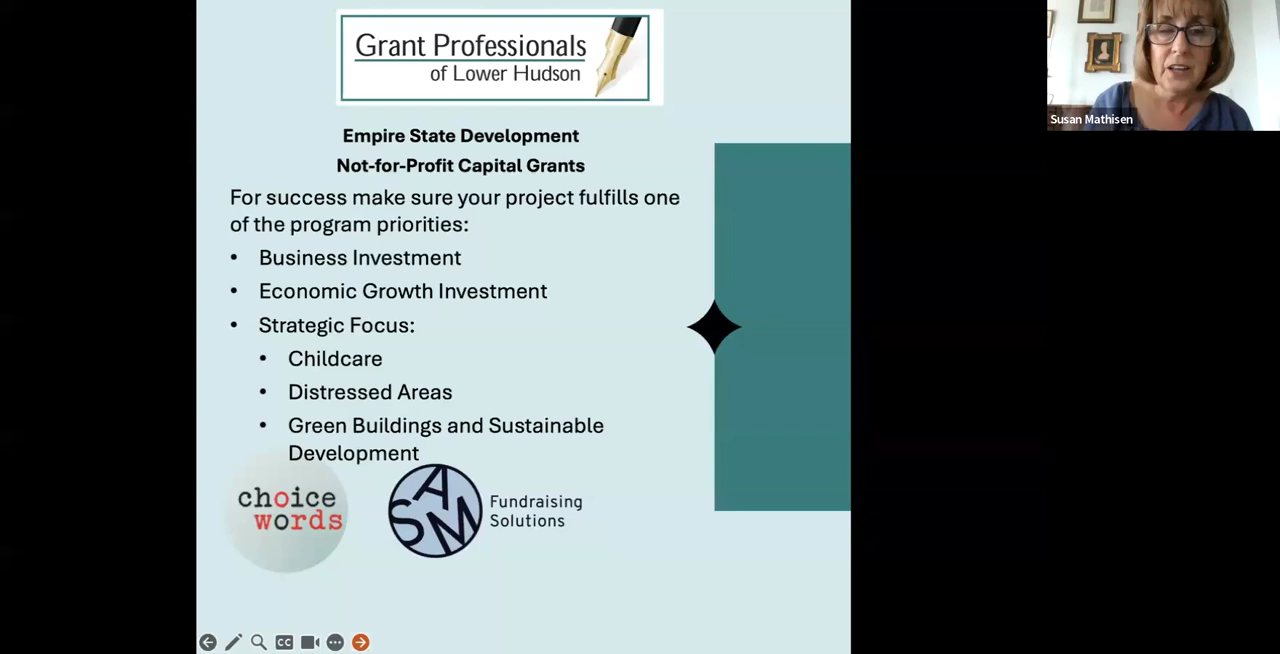 Grant Professionals
of Lower Hudson
Susan Mathisen
Empire State Development
Not-for-Profit Capital Grants
For success make sure your project fulfills one
of the program priorities:
• Business Investment
• Economic Growth Investment
• Strategic Focus:
• Childcare
• Distressed Areas
• Green Buildings and Sustainable
Development
choice
words
SAM
Fundraising
Solutions
CC